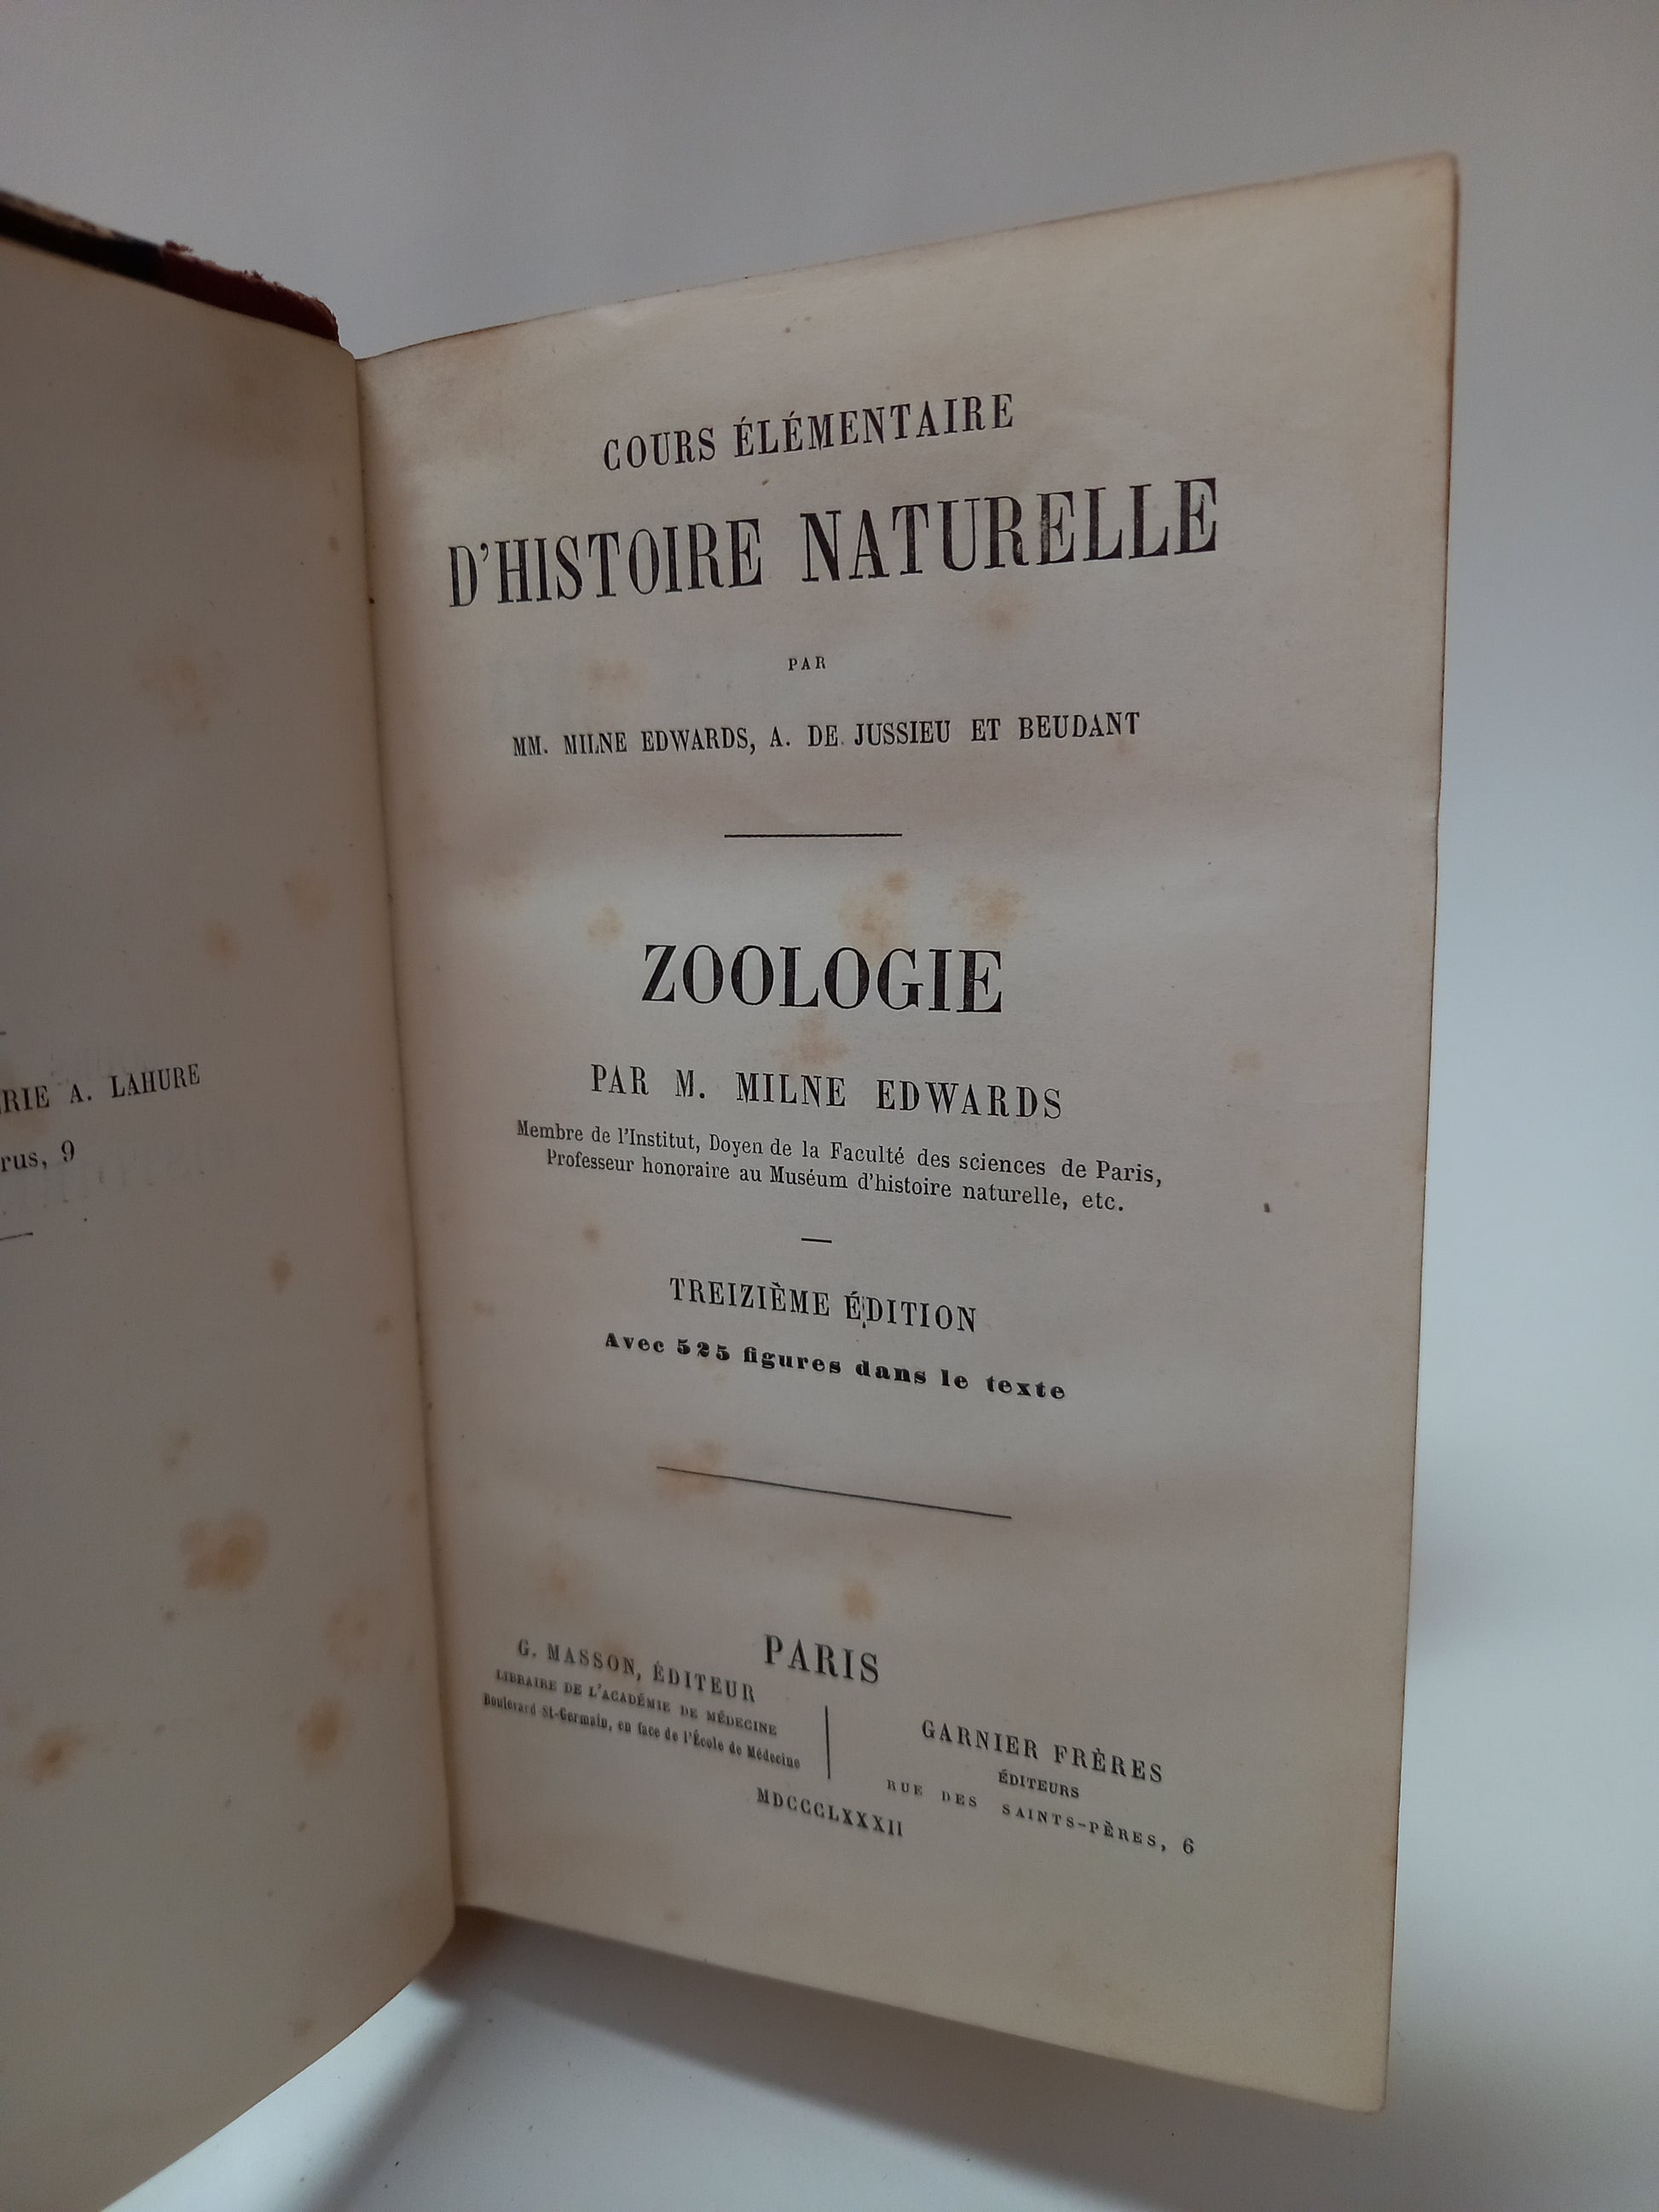 RIE A. LAHURE
rus, 9
COURS ÉLÉMENTAIRE
D'HISTOIRE NATURELLE
PAR
MM. MILNE EDWARDS, A. DE JUSSIEU ET BEUDANT
ZOOLOGIE
PAR M. MILNE EDWARDS
Membre de l'Institut, Doyen de la Faculté des sciences de Paris,
Professeur honoraire au Muséum d'histoire naturelle, etc.
TREIZIÈME ÉDITION
Avec 525 figures dans le texte
PARIS
G. MASSON, ÉDITEUR
LIBRAIRE DE L'ACADÉMIE DE MÉDECINE
Boulevard St-Germain, en face de l'École de Médecine
GARNIER FRÈRES
ÉDITEURS
RUE DES SAINTS-PÈRES, 6
MDCCCLXXXII